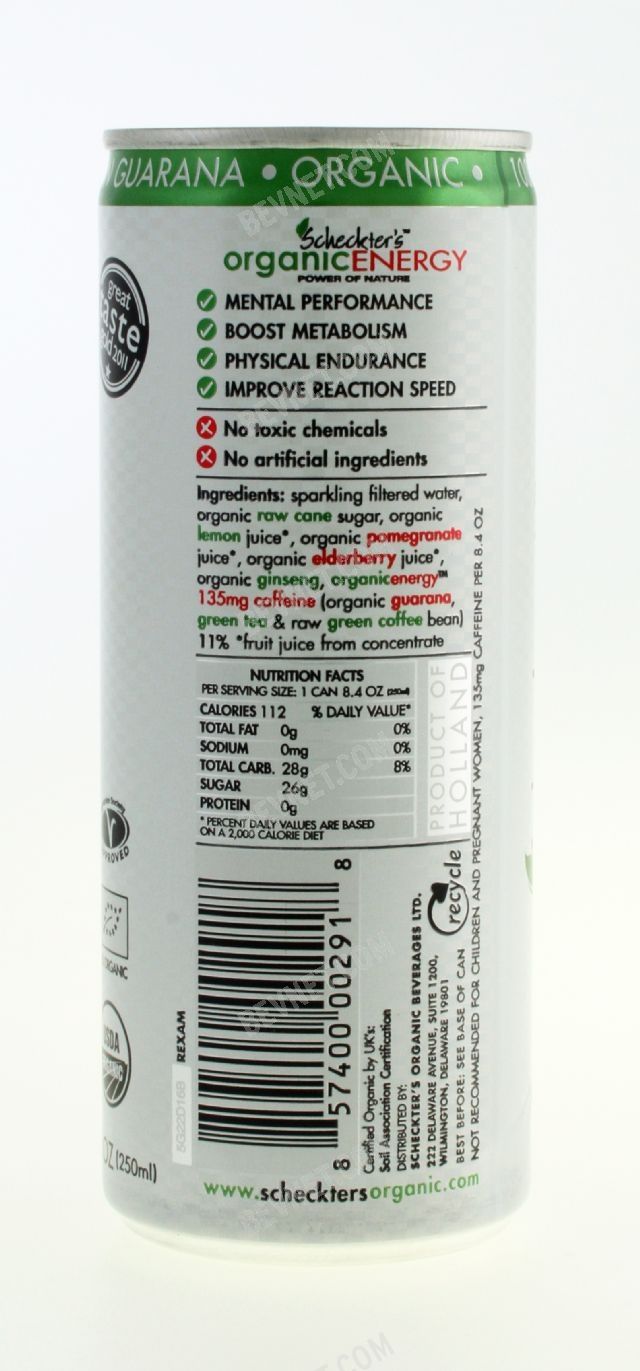 GUARANA • ORGANIC •
Scheckter's™
organicENERGY
POWER OF NATURE
great
taste
gold 2011
MENTAL PERFORMANCE
BOOST METABOLISM
PHYSICAL ENDURANCE
IMPROVE REACTION SPEED
No toxic chemicals
No artificial ingredients
Ingredients: sparkling filtered water,
organic raw cane sugar, organic
lemon juice*, organic pomegranate
juice*, organic elderberry juice*,
organic ginseng, organicenergy™
135mg caffeine (organic guarana,
green tea & raw green coffee bean)
11% *fruit juice from concentrate
NUTRITION FACTS
PER SERVING SIZE: 1 CAN 8.4 OZ (250ml)
CALORIES 112 % DAILY VALUE*
TOTAL FAT 0g 0%
SODIUM 0mg 0%
TOTAL CARB. 28g 8%
SUGAR 26g
PROTEIN 0g
* PERCENT DAILY VALUES ARE BASED
ON A 2,000 CALORIE DIET
PRODUCT OF
HOLLAND
8 57400 00291 8
Certified Organic by UK's:
Soil Association Certification
DISTRIBUTED BY:
SCHECKTER'S ORGANIC BEVERAGES LTD.
222 DELAWARE AVENUE, SUITE 1200,
WILMINGTON, DELAWARE 19801
recycle
BEST BEFORE: SEE BASE OF CAN
NOT RECOMMENDED FOR CHILDREN AND PREGNANT WOMEN, 135mg CAFFEINE PER 8.4 OZ
REXAM
USDA
OZ (250ml)
www.scheckters​organic.com
BEVNET.COM